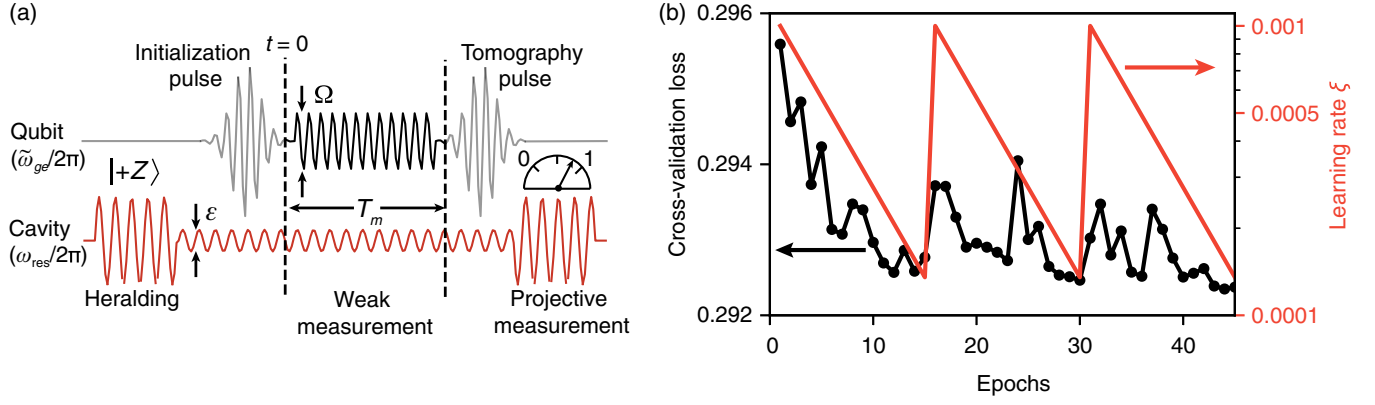 (a)
Initialization
pulse
t = 0
Tomography
pulse
Ω
Qubit
(ω̃ge/2π)
|+Z⟩
0 1
ε
Tm
Cavity
(ωres/2π)
Heralding
Weak
measurement
Projective
measurement
(b)
Cross-validation loss
0.296
0.294
0.292
0 10 20 30 40
Epochs
0.001
0.0005
0.0001
Learning rate ξ